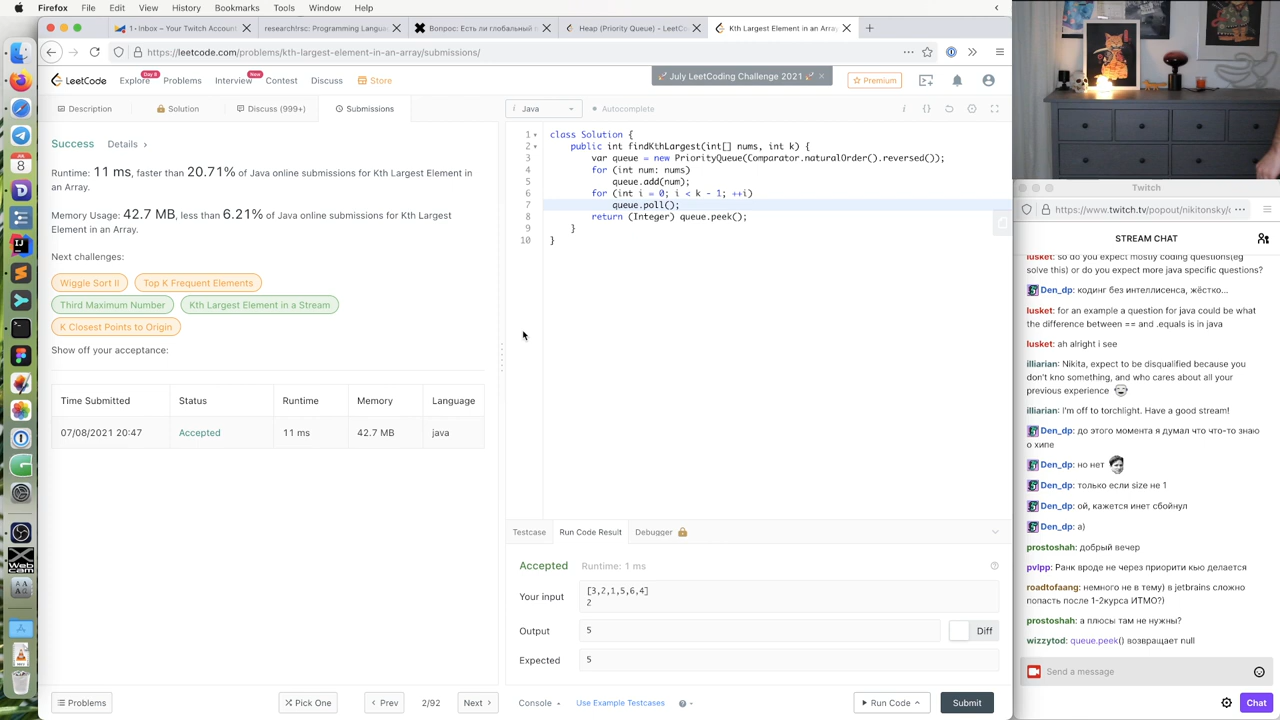 Firefox File Edit View History Bookmarks Tools Window Help
1 › Inbox – Your Twitch Account
researchIrsc: Programming Lang
Вопрос: Есть ли глобальный
Heap (Priority Queue) - LeetCo
Kth Largest Element in an Array
https://leetcode.com/problems/kth-largest-element-in-an-array/submissions/
LeetCode
Explore Day 8
Problems
Interview New
Contest
Discuss
Store
July LeetCoding Challenge 2021
Premium
Description
Solution
Discuss (999+)
Submissions
Java
Autocomplete
Success Details ›
Runtime: 11 ms, faster than 20.71% of Java online submissions for Kth Largest Element in
an Array.
Memory Usage: 42.7 MB, less than 6.21% of Java online submissions for Kth Largest
Element in an Array.
Next challenges:
Wiggle Sort II Top K Frequent Elements
Third Maximum Number Kth Largest Element in a Stream
K Closest Points to Origin
Show off your acceptance:
Time Submitted Status Runtime Memory Language
07/08/2021 20:47 Accepted 11 ms 42.7 MB java
1 class Solution {
2 public int findKthLargest(int[] nums, int k) {
3 var queue = new PriorityQueue(Comparator.naturalOrder().reversed());
4 for (int num: nums)
5 queue.add(num);
6 for (int i = 0; i < k - 1; ++i)
7 queue.poll();
8 return (Integer) queue.peek();
9 }
10 }
Testcase Run Code Result Debugger
Accepted Runtime: 1 ms
Your input
[3,2,1,5,6,4]
2
Output 5 Diff
Expected 5
Problems
Pick One
Prev 2/92 Next
Console
Use Example Testcases
Run Code
Submit
Twitch
https://www.twitch.tv/popout/nikitonsky/
STREAM CHAT
lusket: so do you expect mostly coding questions(eg
solve this) or do you expect more java specific questions?
Den_dp: кодинг без интеллисенса, жёстко...
lusket: for an example a question for java could be what
the difference between == and .equals is in java
lusket: ah alright i see
illiarian: Nikita, expect to be disqualified because you
don't kno something, and who cares about all your
previous experience
illiarian: I'm off to torchlight. Have a good stream!
Den_dp: до этого момента я думал что что-то знаю
о хипе
Den_dp: но нет
Den_dp: только если size не 1
Den_dp: ой, кажется инет сбойнул
Den_dp: а)
prostoshah: добрый вечер
pvlpp: Ранк вроде не через приорити кью делается
roadtofaang: немного не в тему) в jetbrains сложно
попасть после 1-2курса ИТМО?)
prostoshah: а плюсы там не нужны?
wizzytod: queue.peek() возвращает null
Send a message
Chat